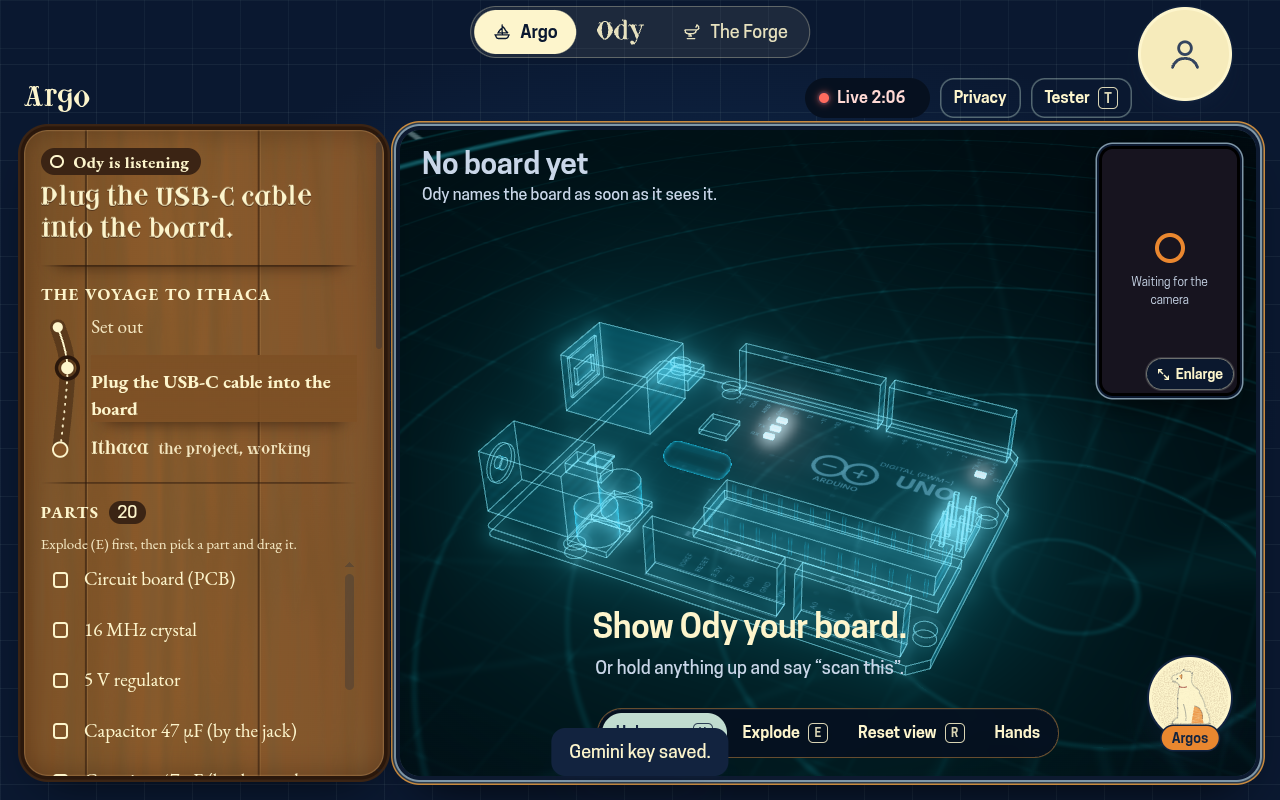 Argo
Ody
The Forge
Argo
Live 2:06
Privacy
Tester T
Ody is listening
Plug the USB-C cable
into the board.
THE VOYAGE TO ITHACA
Set out
Plug the USB-C cable into the
board
Ithaca the project, working
PARTS 20
Explode (E) first, then pick a part and drag it.
Circuit board (PCB)
16 MHz crystal
5 V regulator
Capacitor 47 µF (by the jack)
No board yet
Ody names the board as soon as it sees it.
Waiting for the
camera
Enlarge
DIGITAL (PWM~)
UNO
ARDUINO
Show Ody your board.
Or hold anything up and say “scan this”.
Explode E
Reset view R
Hands
Gemini key saved.
Argos